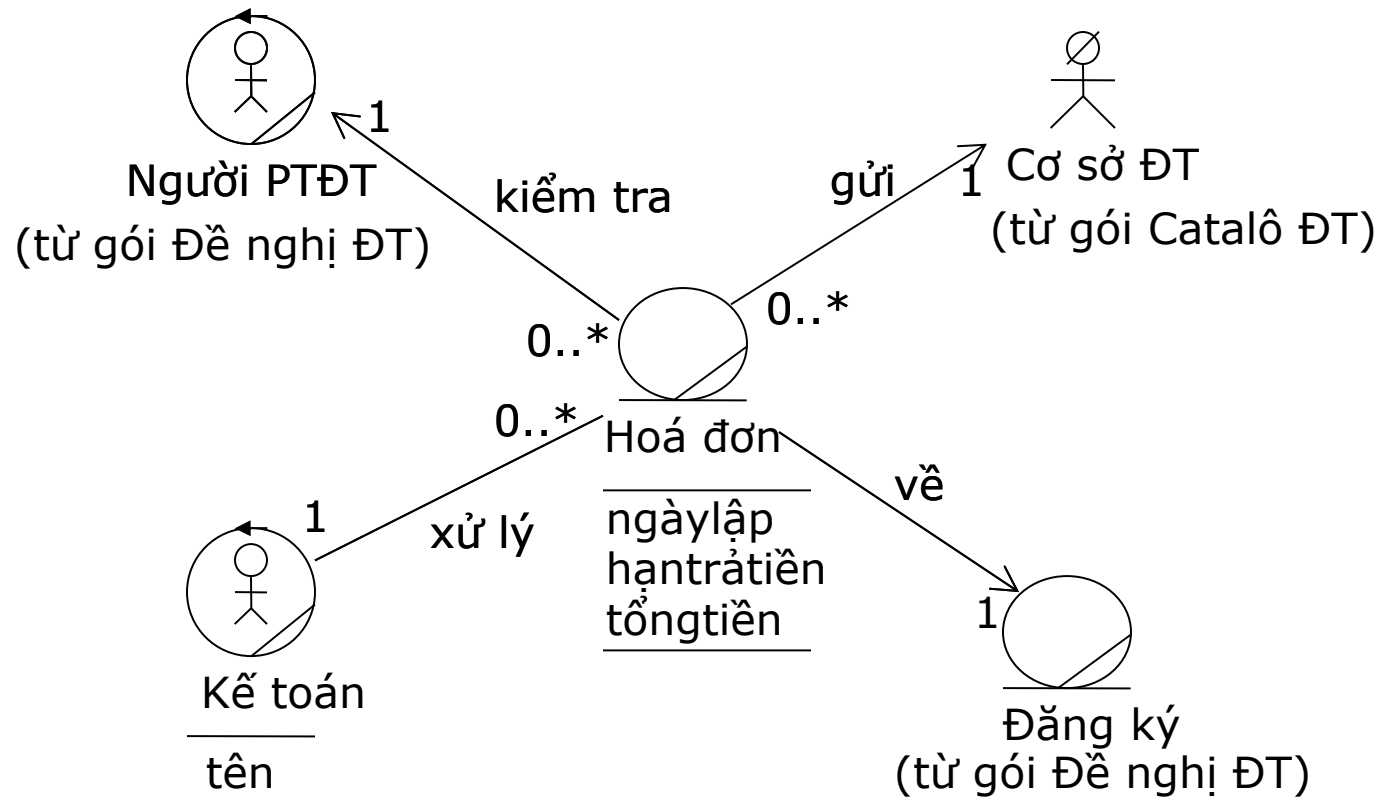 1
Người PTĐT
(từ gói Đề nghị ĐT)
kiểm tra
gửi
1
Cơ sở ĐT
(từ gói Catalô ĐT)
0..*
0..*
0..*
Hoá đơn
ngàylập
hạntrảtiền
tổngtiền
1
xử lý
về
1
Kế toán
tên
Đăng ký
(từ gói Đề nghị ĐT)